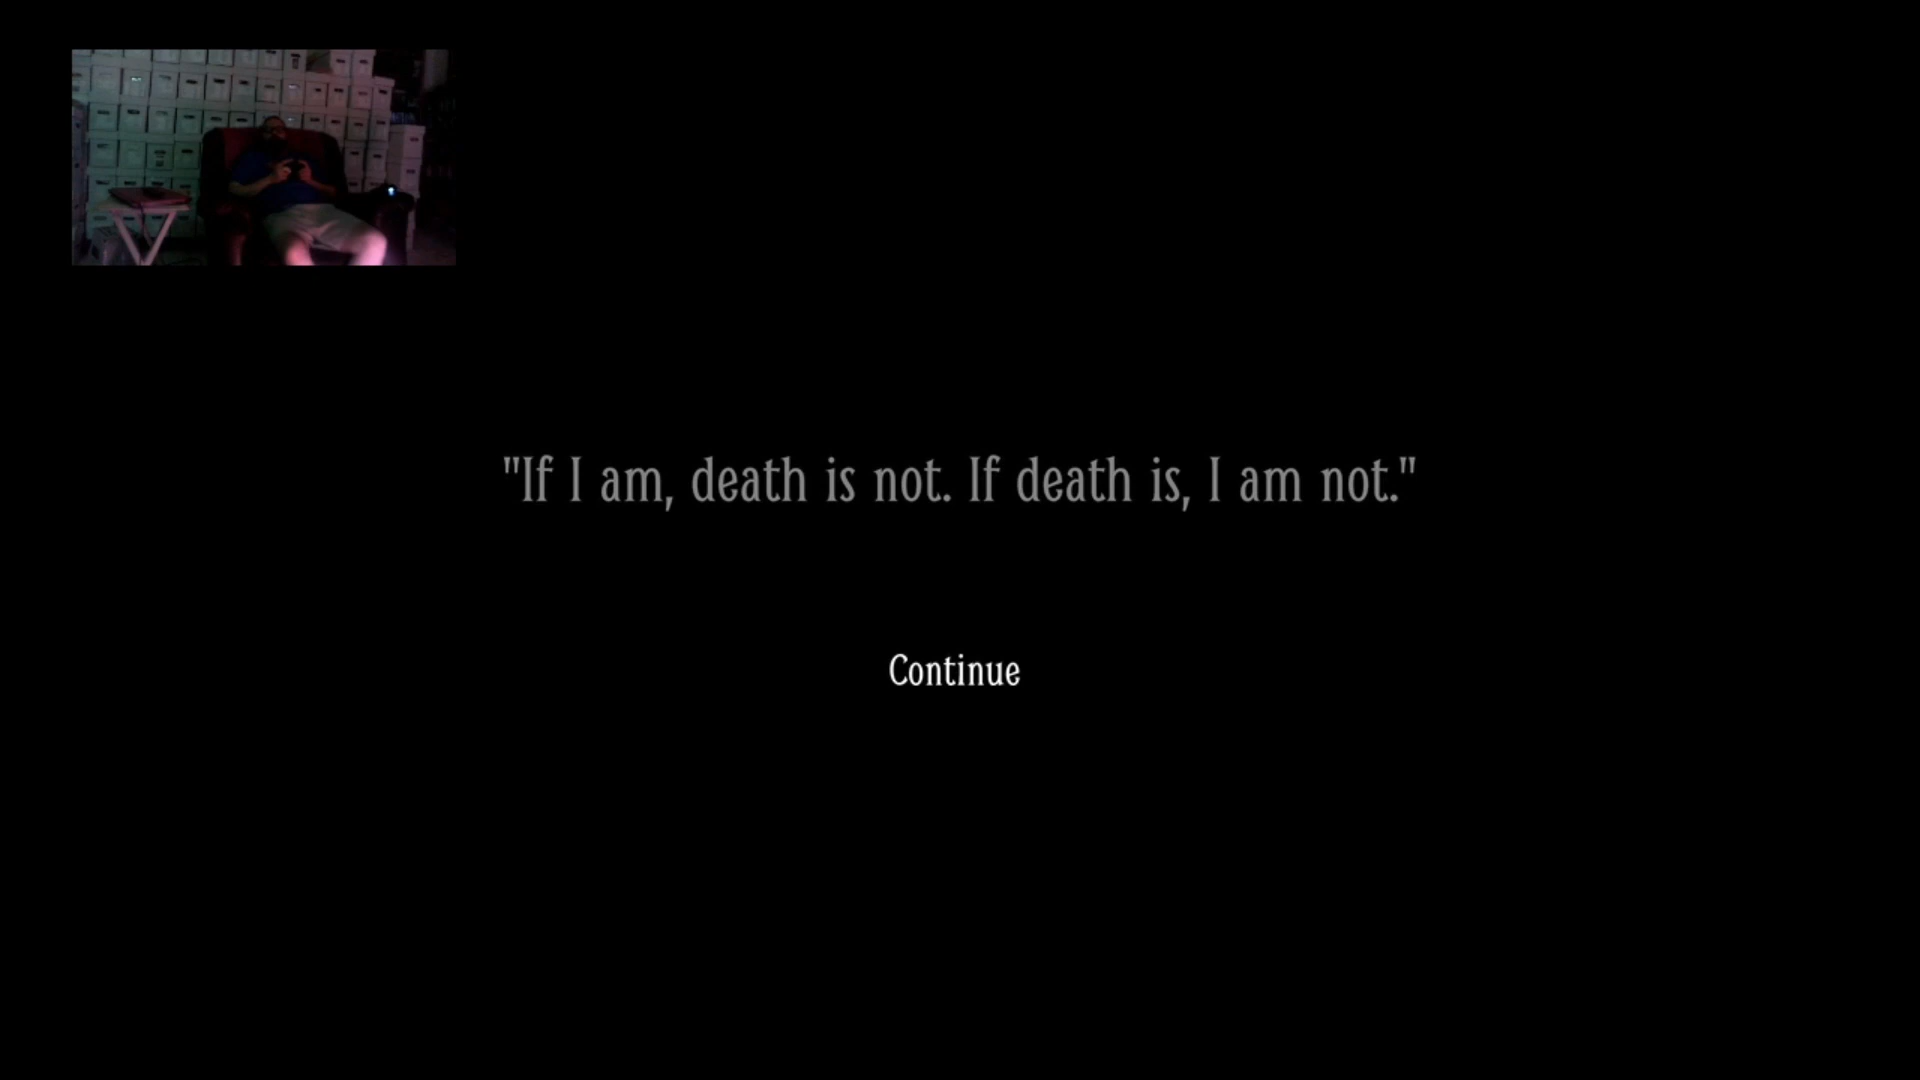 "If I am, death is not. If death is, I am not."
Continue